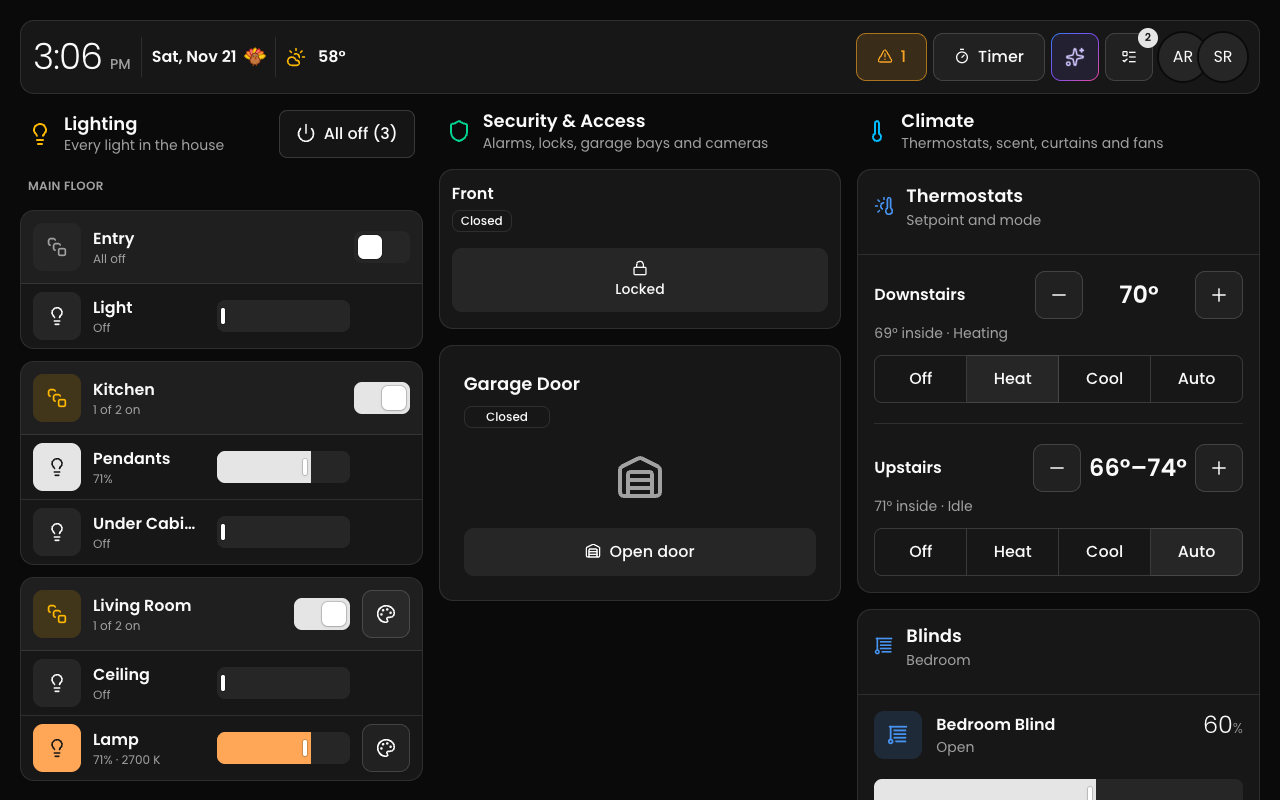 3:06 PM
Sat, Nov 21
58°
1
Timer
2
AR
SR
Lighting
Every light in the house
All off (3)
MAIN FLOOR
Entry
All off
Light
Off
Kitchen
1 of 2 on
Pendants
71%
Under Cabi...
Off
Living Room
1 of 2 on
Ceiling
Off
Lamp
71% · 2700 K
Security & Access
Alarms, locks, garage bays and cameras
Front
Closed
Locked
Garage Door
Closed
Open door
Climate
Thermostats, scent, curtains and fans
Thermostats
Setpoint and mode
Downstairs
70°
69° inside · Heating
Off
Heat
Cool
Auto
Upstairs
66°–74°
71° inside · Idle
Off
Heat
Cool
Auto
Blinds
Bedroom
Bedroom Blind
60%
Open